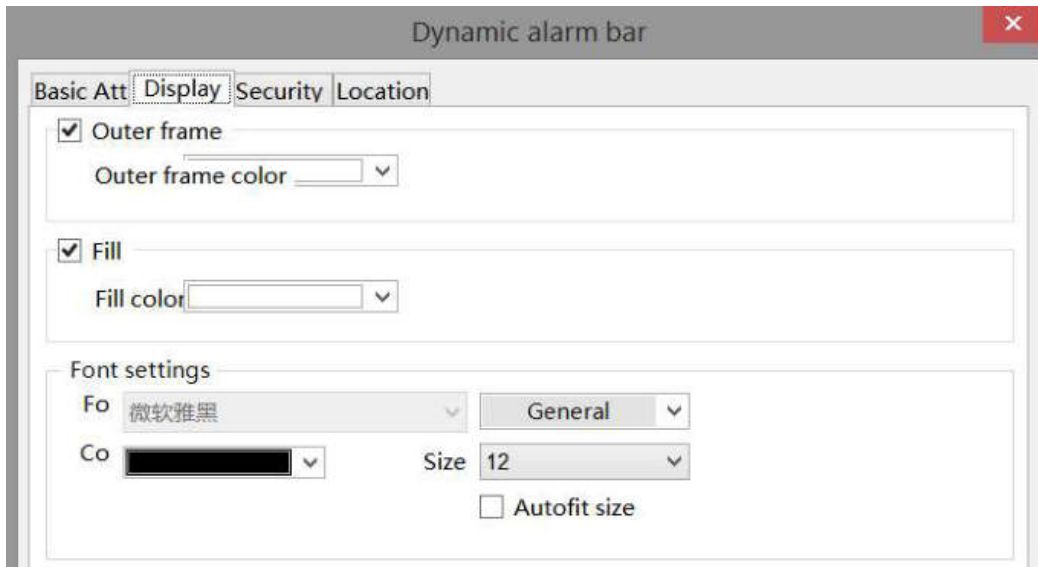 Dynamic alarm bar
Basic Att Display Security Location
Outer frame
Outer frame color
Fill
Fill color
Font settings
Fo 微软雅黑 General
Co Size 12
Autofit size